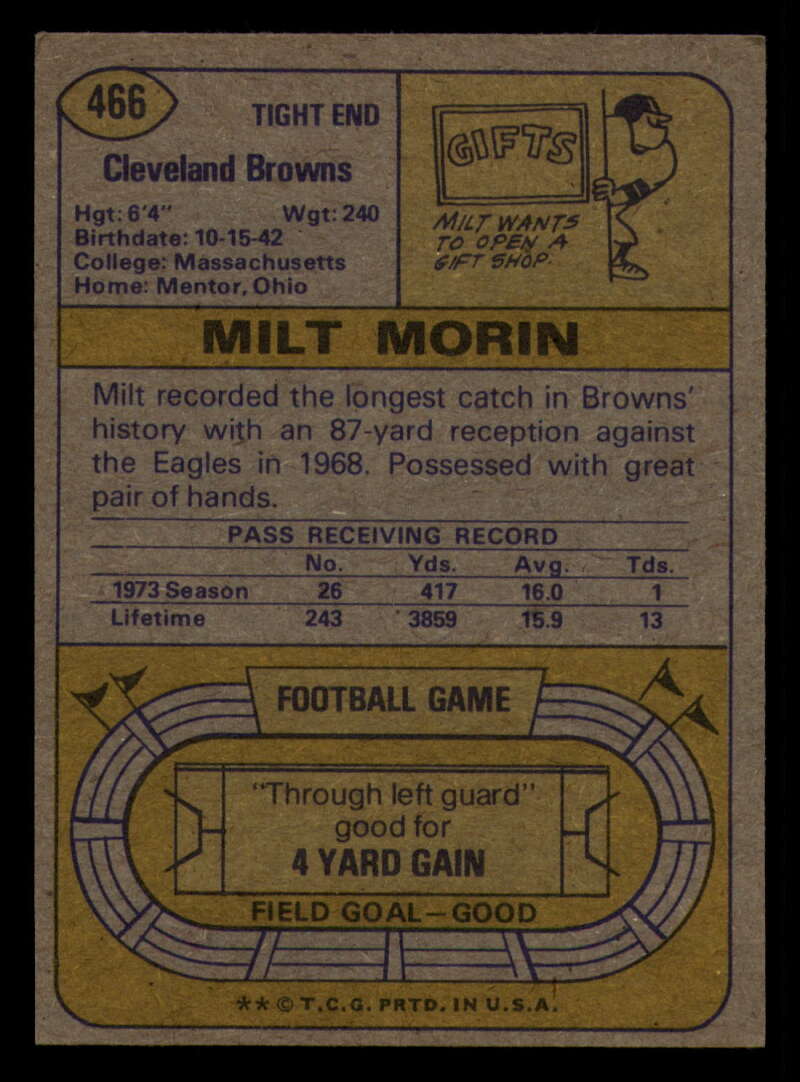 466
TIGHT END
Cleveland Browns
Hgt: 6'4" Wgt: 240
Birthdate: 10-15-42
College: Massachusetts
Home: Mentor, Ohio
GIFTS
MILT WANTS
TO OPEN A
GIFT SHOP.
MILT MORIN
Milt recorded the longest catch in Browns'
history with an 87-yard reception against
the Eagles in 1968. Possessed with great
pair of hands.
PASS RECEIVING RECORD
No. Yds. Avg. Tds.
1973 Season 26 417 16.0 1
Lifetime 243 3859 15.9 13
FOOTBALL GAME
"Through left guard"
good for
4 YARD GAIN
FIELD GOAL—GOOD
** © T.C.G. PRTD. IN U.S.A.